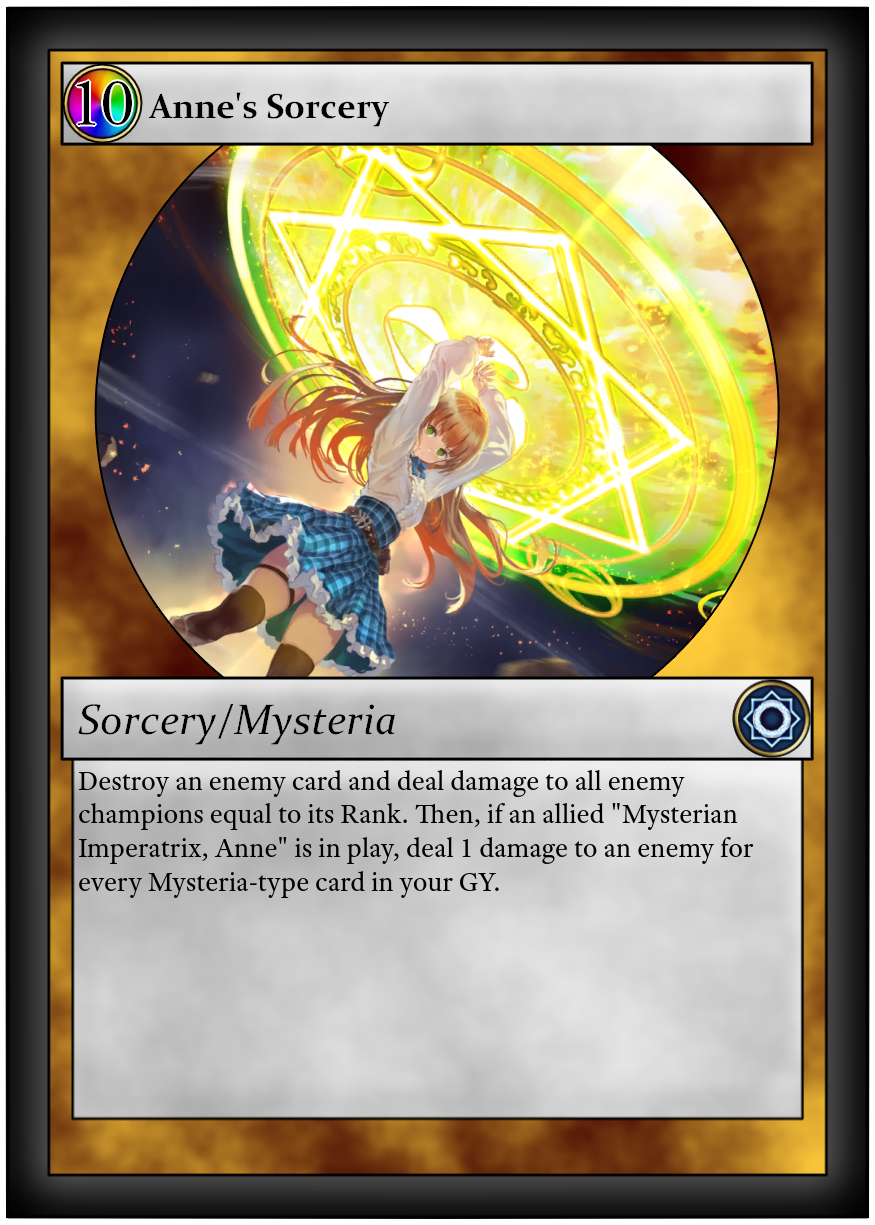 10 Anne's Sorcery
Sorcery/Mysteria
Destroy an enemy card and deal damage to all enemy
champions equal to its Rank. Then, if an allied "Mysterian
Imperatrix, Anne" is in play, deal 1 damage to an enemy for
every Mysteria-type card in your GY.